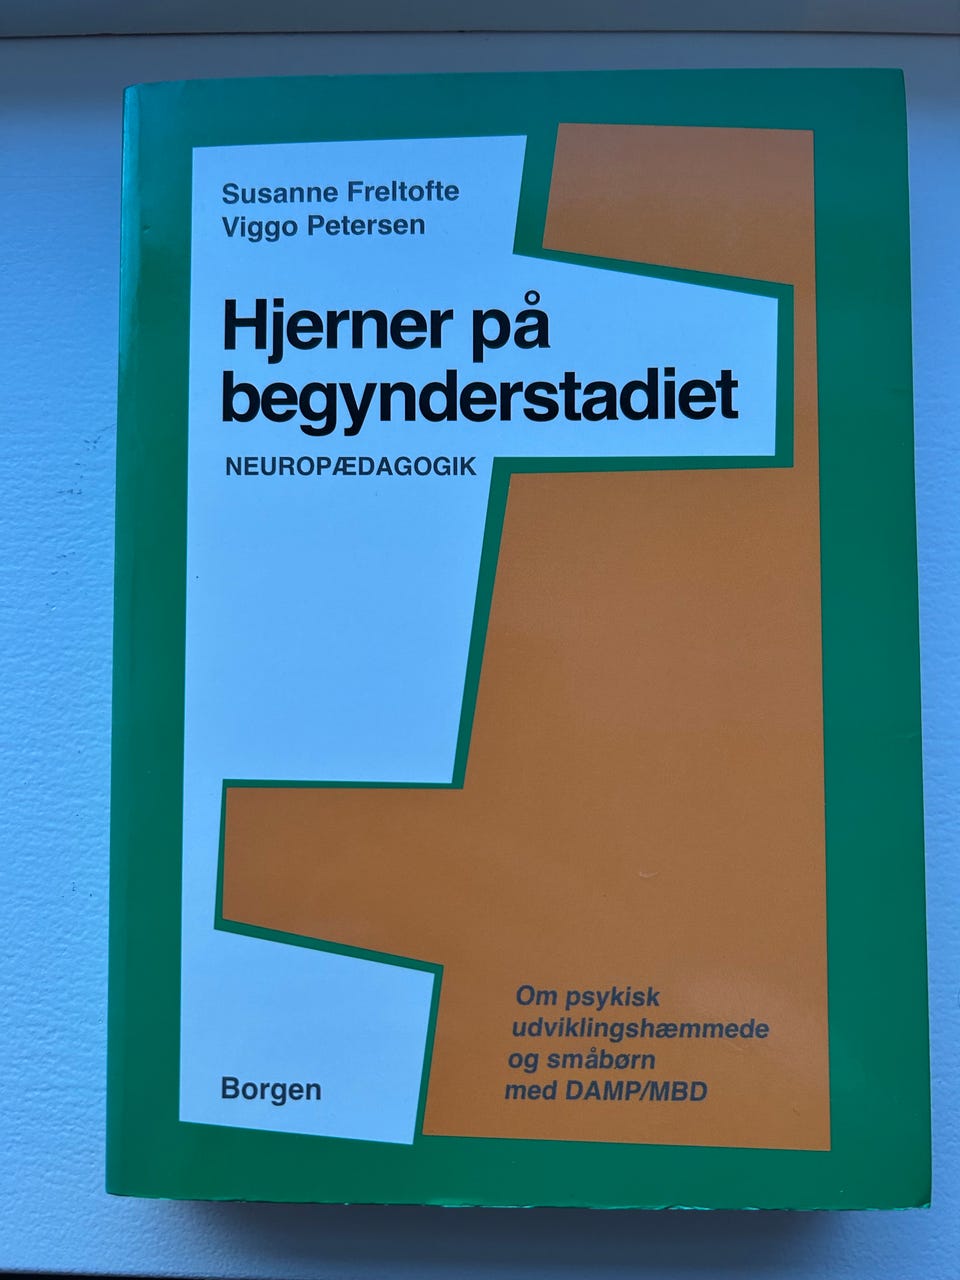 Susanne Freltofte
Viggo Petersen
Hjerner på
begynderstadiet
NEUROPÆDAGOGIK
Om psykisk
udviklingshæmmede
og småbørn
med DAMP/MBD
Borgen